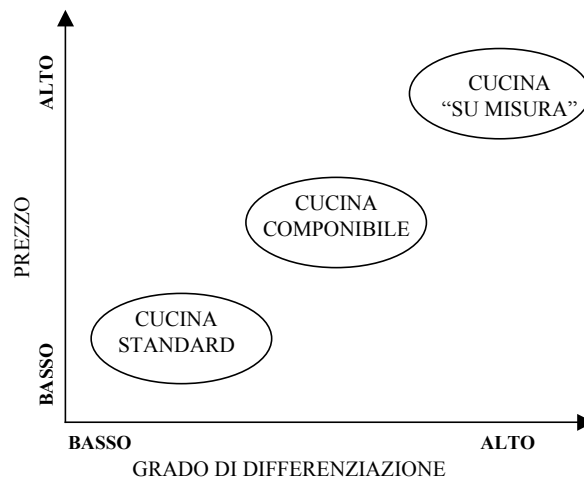 ALTO
CUCINA
“SU MISURA”
PREZZO
CUCINA
COMPONIBILE
CUCINA
STANDARD
BASSO
BASSO
ALTO
GRADO DI DIFFERENZIAZIONE